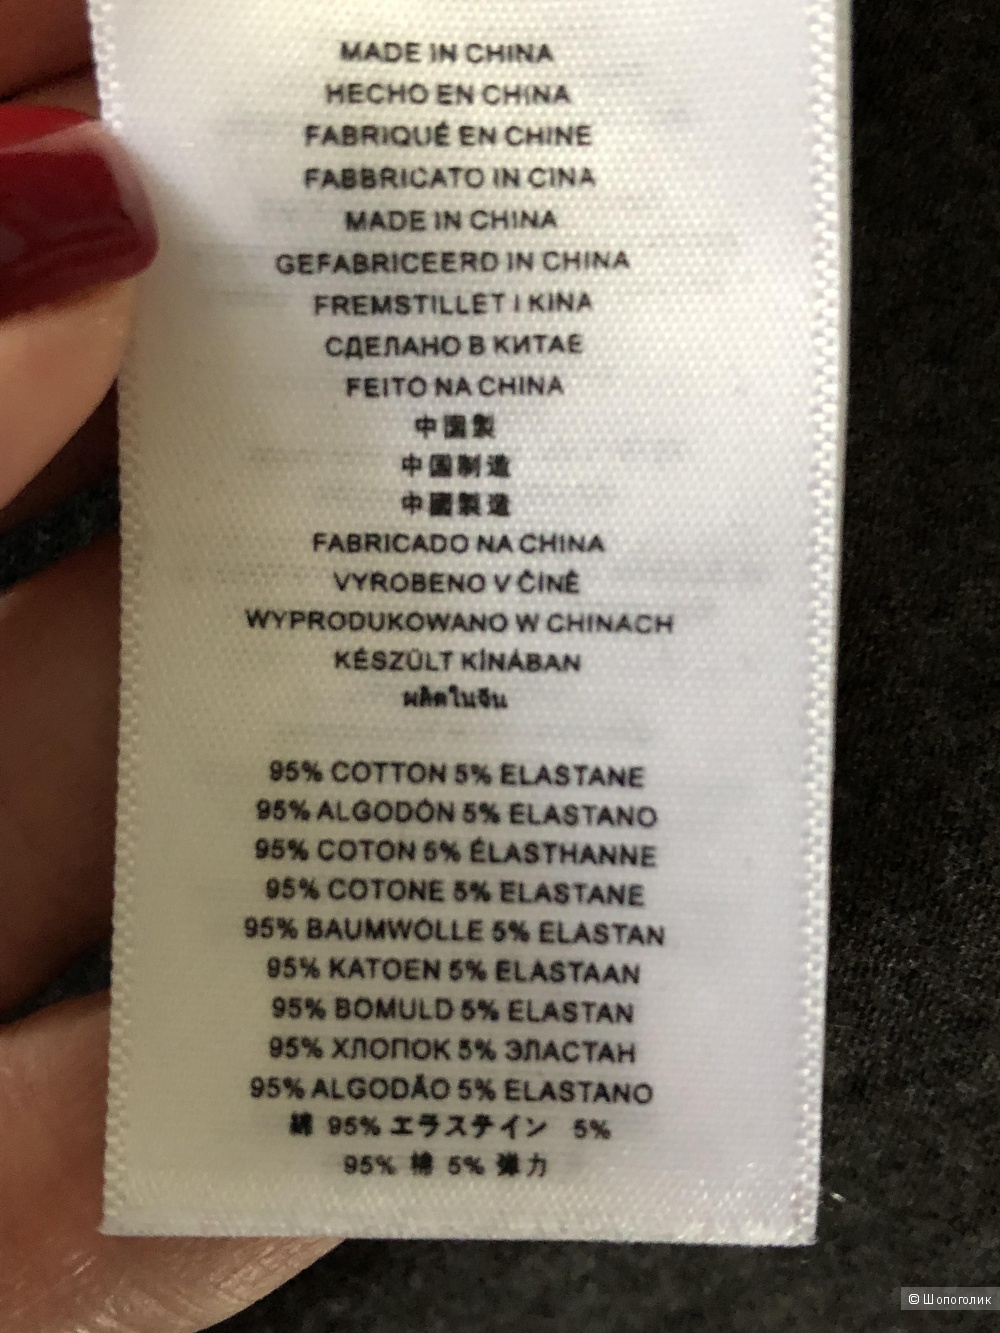 MADE IN CHINA
HECHO EN CHINA
FABRIQUÉ EN CHINE
FABBRICATO IN CINA
MADE IN CHINA
GEFABRICEERD IN CHINA
FREMSTILLET I KINA
СДЕЛАНО В КИТАЕ
FEITO NA CHINA
中国製
中国制造
中國製造
FABRICADO NA CHINA
VYROBENO V ČÍNĚ
WYPRODUKOWANO W CHINACH
KÉSZÜLT KÍNÁBAN
ผลิตในจีน
95% COTTON 5% ELASTANE
95% ALGODÓN 5% ELASTANO
95% COTON 5% ÉLASTHANNE
95% COTONE 5% ELASTANE
95% BAUMWOLLE 5% ELASTAN
95% KATOEN 5% ELASTAAN
95% BOMULD 5% ELASTAN
95% ХЛОПОК 5% ЭЛАСТАН
95% ALGODÃO 5% ELASTANO
綿 95% エラステイン 5%
95% 棉 5% 弹力
© Шопоголик